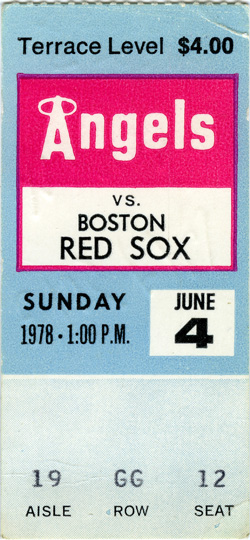 Terrace Level $4.00
Angels
VS.
BOSTON
RED SOX
SUNDAY JUNE
1978 · 1:00 P.M. 4
19 GG 12
AISLE ROW SEAT